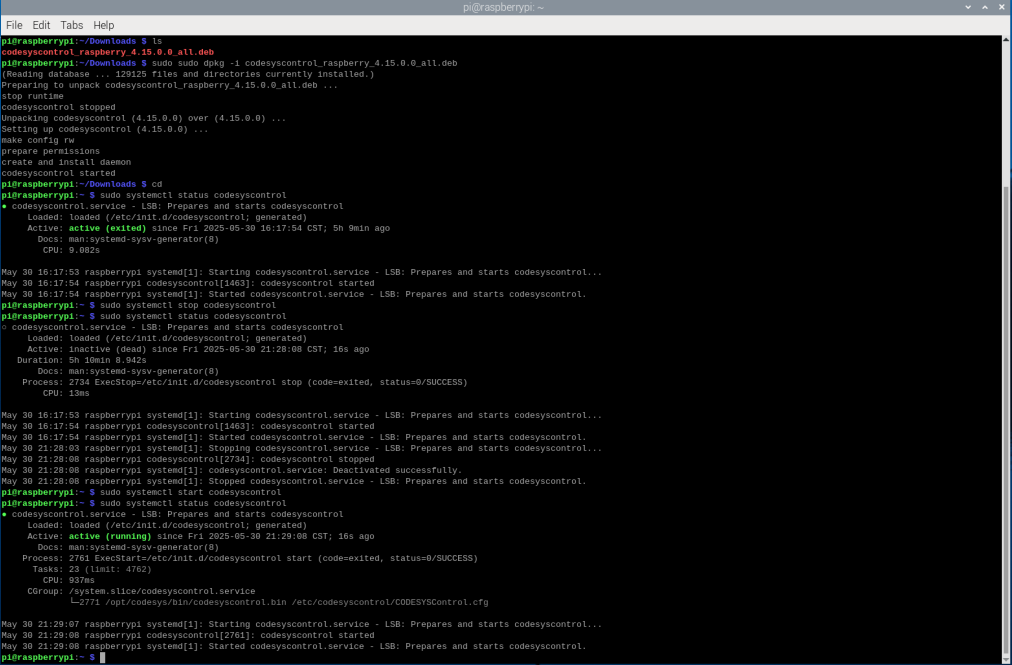 pi@raspberrypi: ~
File Edit Tabs Help
pi@raspberrypi:~/Downloads $ ls
codesyscontrol_raspberry_4.15.0.0_all.deb
pi@raspberrypi:~/Downloads $ sudo sudo dpkg -i codesyscontrol_raspberry_4.15.0.0_all.deb
(Reading database ... 129125 files and directories currently installed.)
Preparing to unpack codesyscontrol_raspberry_4.15.0.0_all.deb ...
stop runtime
codesyscontrol stopped
Unpacking codesyscontrol (4.15.0.0) over (4.15.0.0) ...
Setting up codesyscontrol (4.15.0.0) ...
make config rw
prepare permissions
create and install daemon
codesyscontrol started
pi@raspberrypi:~/Downloads $ cd
pi@raspberrypi:~ $ sudo systemctl status codesyscontrol
● codesyscontrol.service - LSB: Prepares and starts codesyscontrol
     Loaded: loaded (/etc/init.d/codesyscontrol; generated)
     Active: active (exited) since Fri 2025-05-30 16:17:54 CST; 5h 9min ago
       Docs: man:systemd-sysv-generator(8)
        CPU: 9.082s
May 30 16:17:53 raspberrypi systemd[1]: Starting codesyscontrol.service - LSB: Prepares and starts codesyscontrol...
May 30 16:17:54 raspberrypi codesyscontrol[1463]: codesyscontrol started
May 30 16:17:54 raspberrypi systemd[1]: Started codesyscontrol.service - LSB: Prepares and starts codesyscontrol.
pi@raspberrypi:~ $ sudo systemctl stop codesyscontrol
pi@raspberrypi:~ $ sudo systemctl status codesyscontrol
○ codesyscontrol.service - LSB: Prepares and starts codesyscontrol
     Loaded: loaded (/etc/init.d/codesyscontrol; generated)
     Active: inactive (dead) since Fri 2025-05-30 21:28:08 CST; 16s ago
   Duration: 5h 10min 8.942s
       Docs: man:systemd-sysv-generator(8)
    Process: 2734 ExecStop=/etc/init.d/codesyscontrol stop (code=exited, status=0/SUCCESS)
        CPU: 13ms
May 30 16:17:53 raspberrypi systemd[1]: Starting codesyscontrol.service - LSB: Prepares and starts codesyscontrol...
May 30 16:17:54 raspberrypi codesyscontrol[1463]: codesyscontrol started
May 30 16:17:54 raspberrypi systemd[1]: Started codesyscontrol.service - LSB: Prepares and starts codesyscontrol.
May 30 21:28:03 raspberrypi systemd[1]: Stopping codesyscontrol.service - LSB: Prepares and starts codesyscontrol...
May 30 21:28:08 raspberrypi codesyscontrol[2734]: codesyscontrol stopped
May 30 21:28:08 raspberrypi systemd[1]: codesyscontrol.service: Deactivated successfully.
May 30 21:28:08 raspberrypi systemd[1]: Stopped codesyscontrol.service - LSB: Prepares and starts codesyscontrol.
pi@raspberrypi:~ $ sudo systemctl start codesyscontrol
pi@raspberrypi:~ $ sudo systemctl status codesyscontrol
● codesyscontrol.service - LSB: Prepares and starts codesyscontrol
     Loaded: loaded (/etc/init.d/codesyscontrol; generated)
     Active: active (running) since Fri 2025-05-30 21:29:08 CST; 16s ago
       Docs: man:systemd-sysv-generator(8)
    Process: 2761 ExecStart=/etc/init.d/codesyscontrol start (code=exited, status=0/SUCCESS)
      Tasks: 23 (limit: 4762)
        CPU: 937ms
     CGroup: /system.slice/codesyscontrol.service
             └─2771 /opt/codesys/bin/codesyscontrol.bin /etc/codesyscontrol/CODESYSControl.cfg
May 30 21:29:07 raspberrypi systemd[1]: Starting codesyscontrol.service - LSB: Prepares and starts codesyscontrol...
May 30 21:29:08 raspberrypi codesyscontrol[2761]: codesyscontrol started
May 30 21:29:08 raspberrypi systemd[1]: Started codesyscontrol.service - LSB: Prepares and starts codesyscontrol.
pi@raspberrypi:~ $